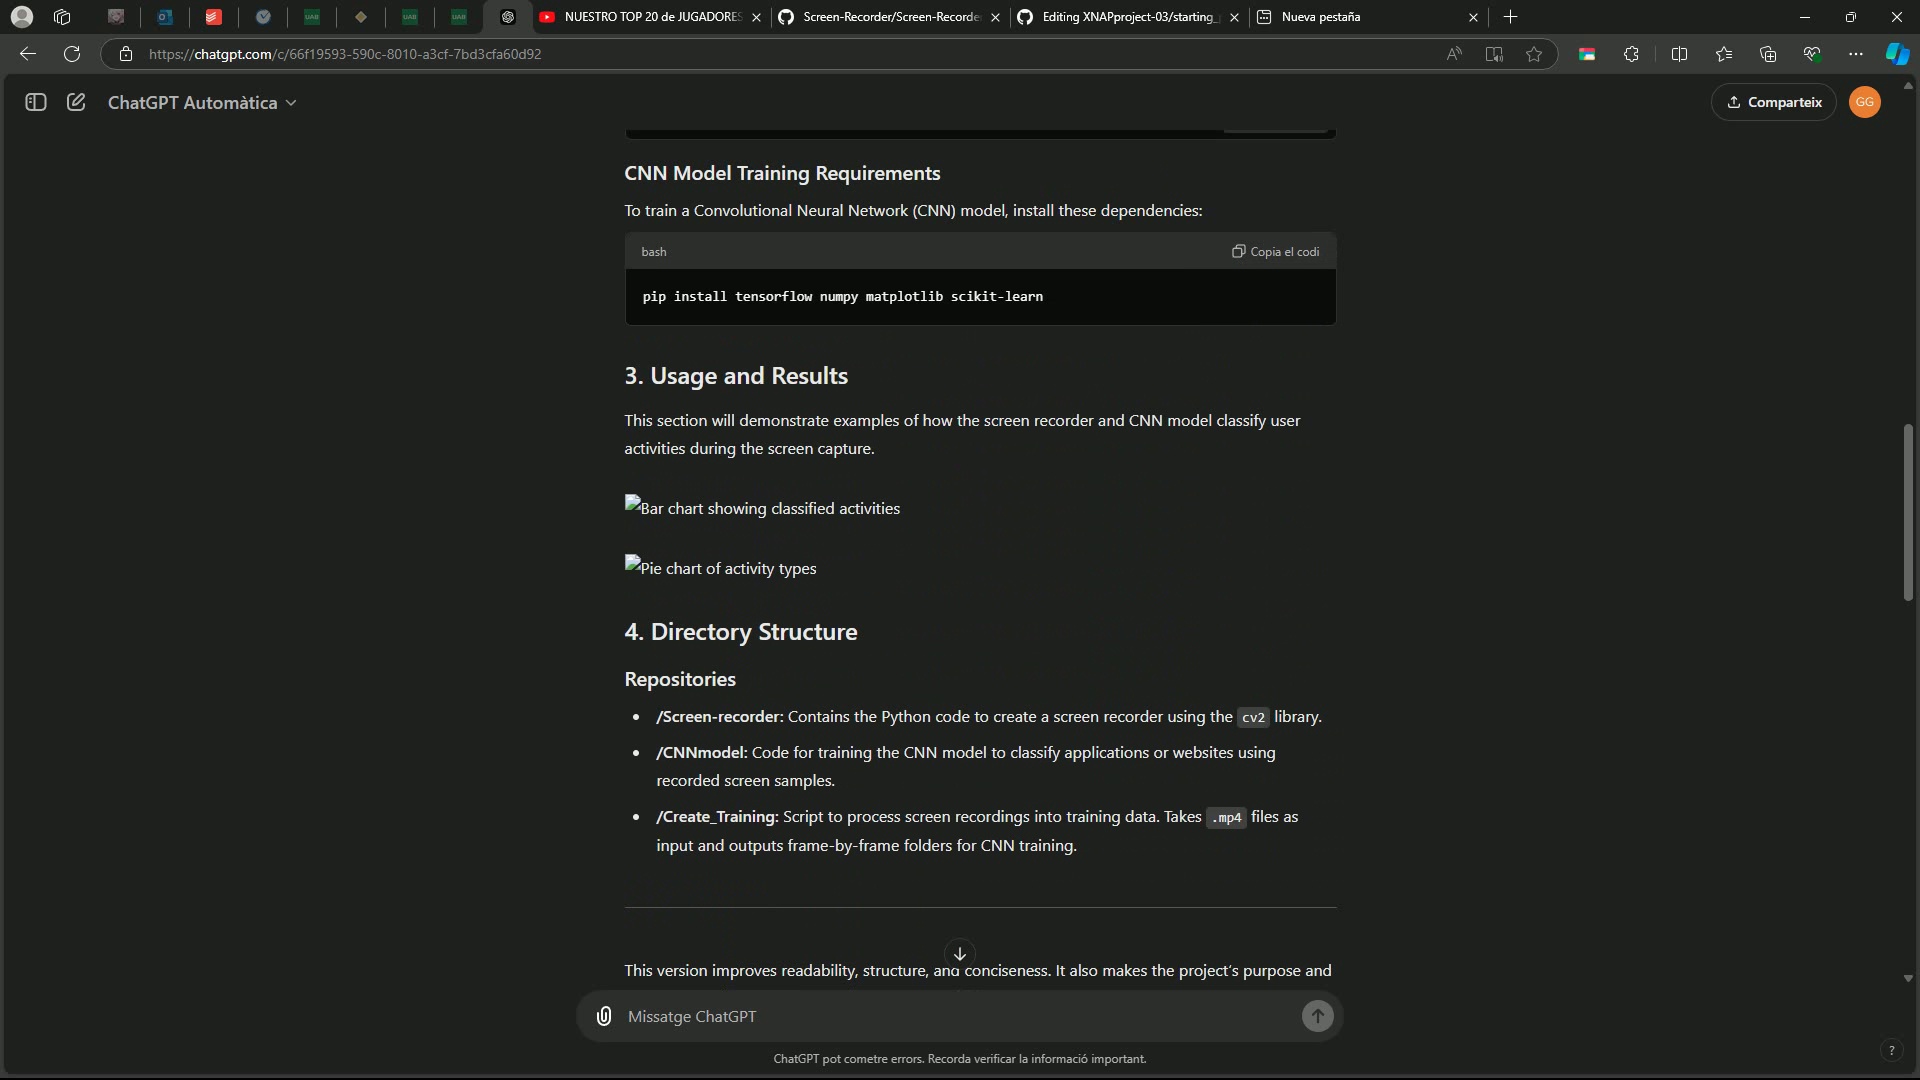 UAB
UAB
UAB
NUESTRO TOP 20 de JUGADORES
Screen-Recorder/Screen-Recorde
Editing XNAPproject-03/starting_
Nueva pestaña
https://chatgpt.com/c/66f19593-590c-8010-a3cf-7bd3cfa60d92
ChatGPT Automàtica
Comparteix
GG
CNN Model Training Requirements
To train a Convolutional Neural Network (CNN) model, install these dependencies:
bash
Copia el codi
pip install tensorflow numpy matplotlib scikit-learn
3. Usage and Results
This section will demonstrate examples of how the screen recorder and CNN model classify user
activities during the screen capture.
Bar chart showing classified activities
Pie chart of activity types
4. Directory Structure
Repositories
• /Screen-recorder: Contains the Python code to create a screen recorder using the cv2 library.
• /CNNmodel: Code for training the CNN model to classify applications or websites using
recorded screen samples.
• /Create_Training: Script to process screen recordings into training data. Takes .mp4 files as
input and outputs frame-by-frame folders for CNN training.
This version improves readability, structure, and conciseness. It also makes the project's purpose and
Missatge ChatGPT
ChatGPT pot cometre errors. Recorda verificar la informació important.
?